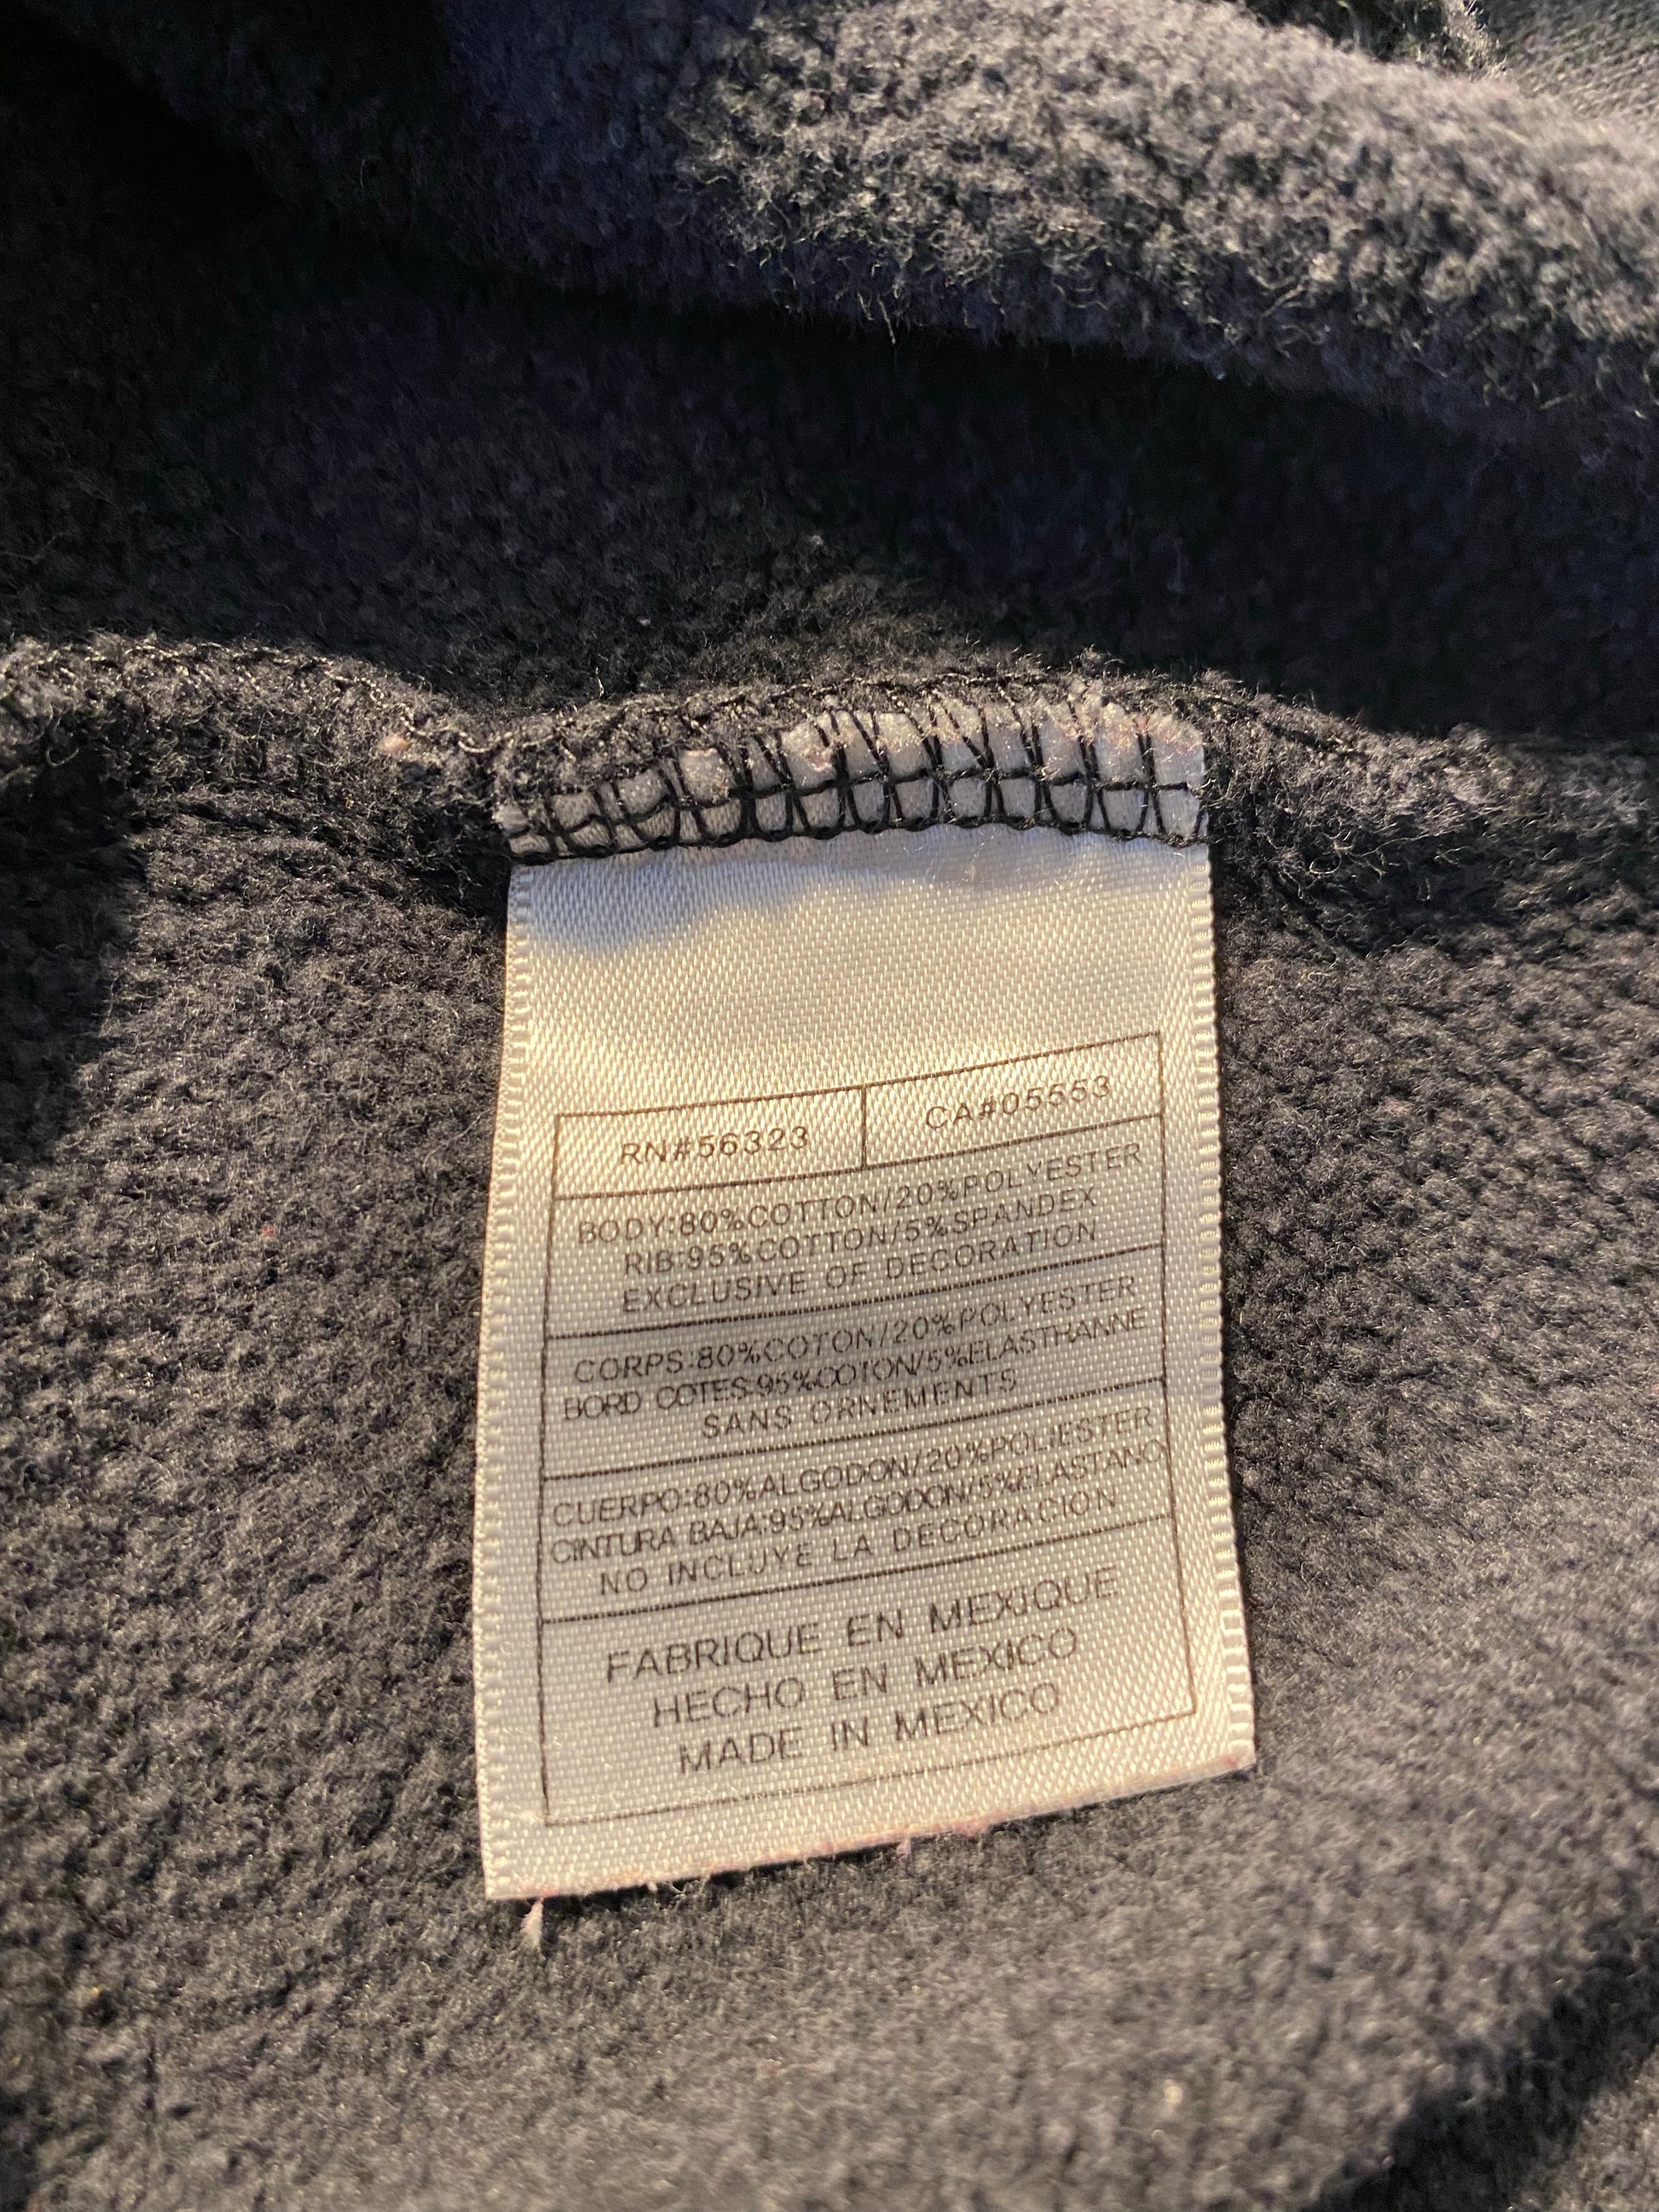 RN#56323 CA#05553
BODY:80%COTTON/20%POLYESTER
RIB:95%COTTON/5%SPANDEX
EXCLUSIVE OF DECORATION
CORPS:80%COTON/20%POLYESTER
BORD COTES:95%COTON/5%ELASTHANNE
SANS ORNEMENTS
CUERPO:80%ALGODON/20%POLIESTER
CINTURA BAJA:95%ALGODON/5%ELASTANO
NO INCLUYE LA DECORACION
FABRIQUE EN MEXIQUE
HECHO EN MEXICO
MADE IN MEXICO